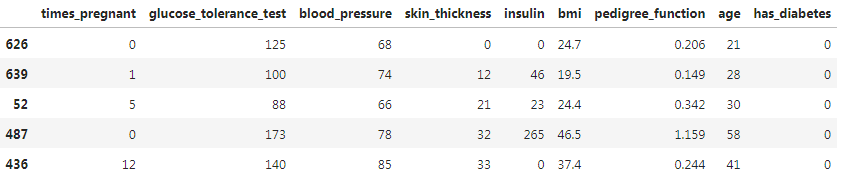 times_pregnant glucose_tolerance_test blood_pressure skin_thickness insulin bmi pedigree_function age has_diabetes
626 0 125 68 0 0 24.7 0.206 21 0
639 1 100 74 12 46 19.5 0.149 28 0
52 5 88 66 21 23 24.4 0.342 30 0
487 0 173 78 32 265 46.5 1.159 58 0
436 12 140 85 33 0 37.4 0.244 41 0